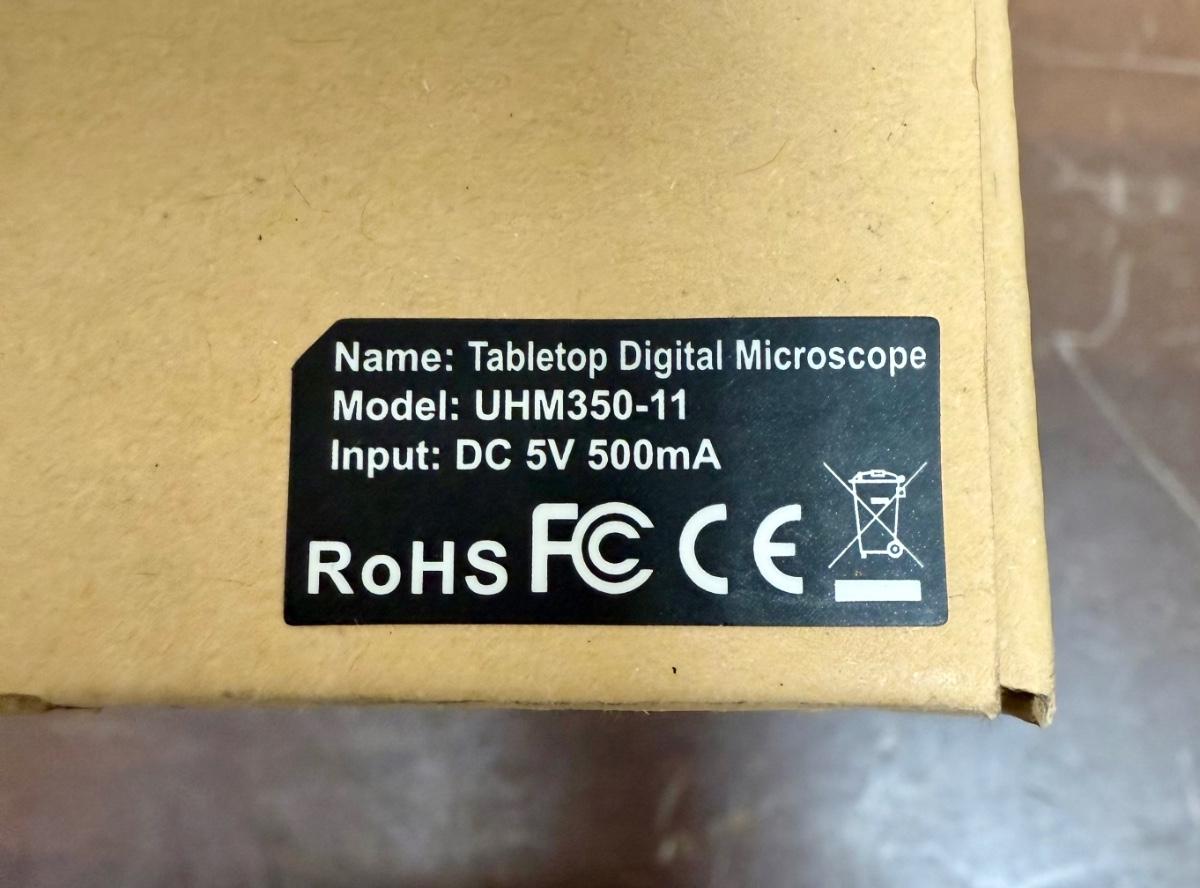 Name: Tabletop Digital Microscope
Model: UHM350-11
Input: DC 5V 500mA
RoHS FC CE